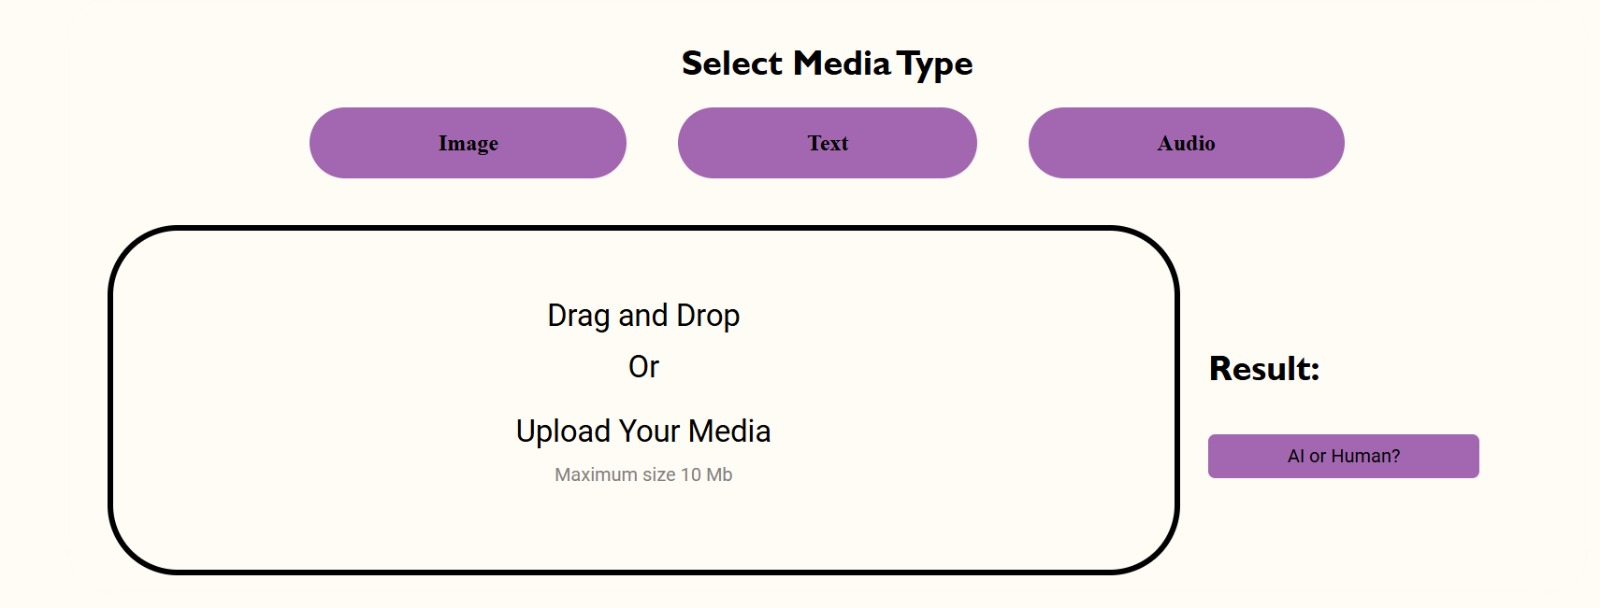 Select Media Type
Image
Text
Audio
Drag and Drop
Or
Upload Your Media
Maximum size 10 Mb
Result:
AI or Human?